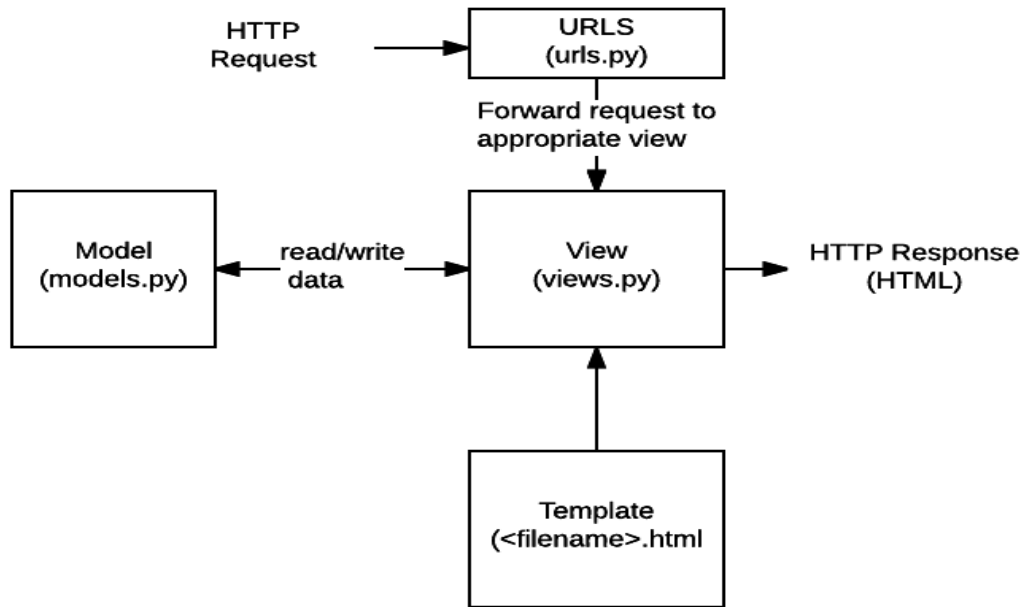 HTTP
Request
URLS
(urls.py)
Forward request to
appropriate view
Model
(models.py)
read/write
data
View
(views.py)
HTTP Response
(HTML)
Template
(<filename>.html